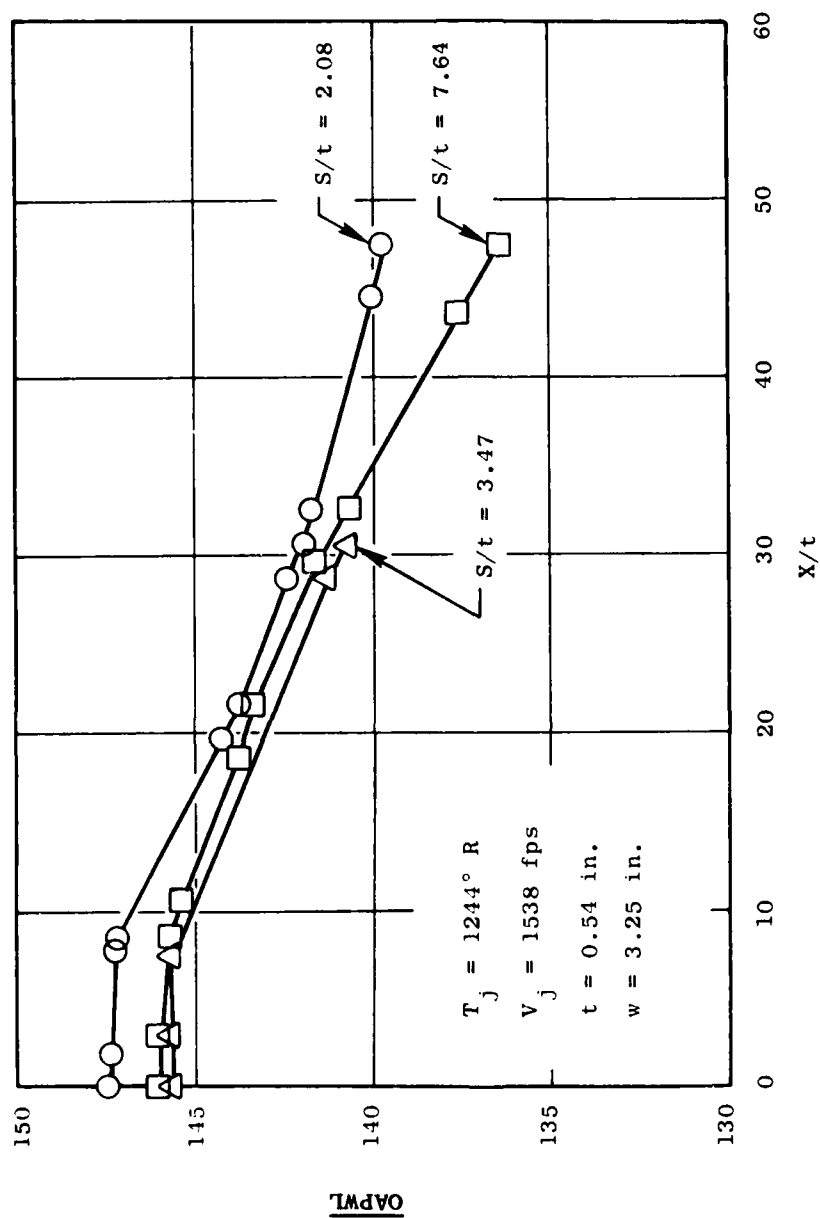 OAPWL
150
145
140
135
130
S/t = 2.08
S/t = 7.64
S/t = 3.47
T_j = 1244° R
V_j = 1538 fps
t = 0.54 in.
w = 3.25 in.
0 10 20 30 40 50 60
X/t